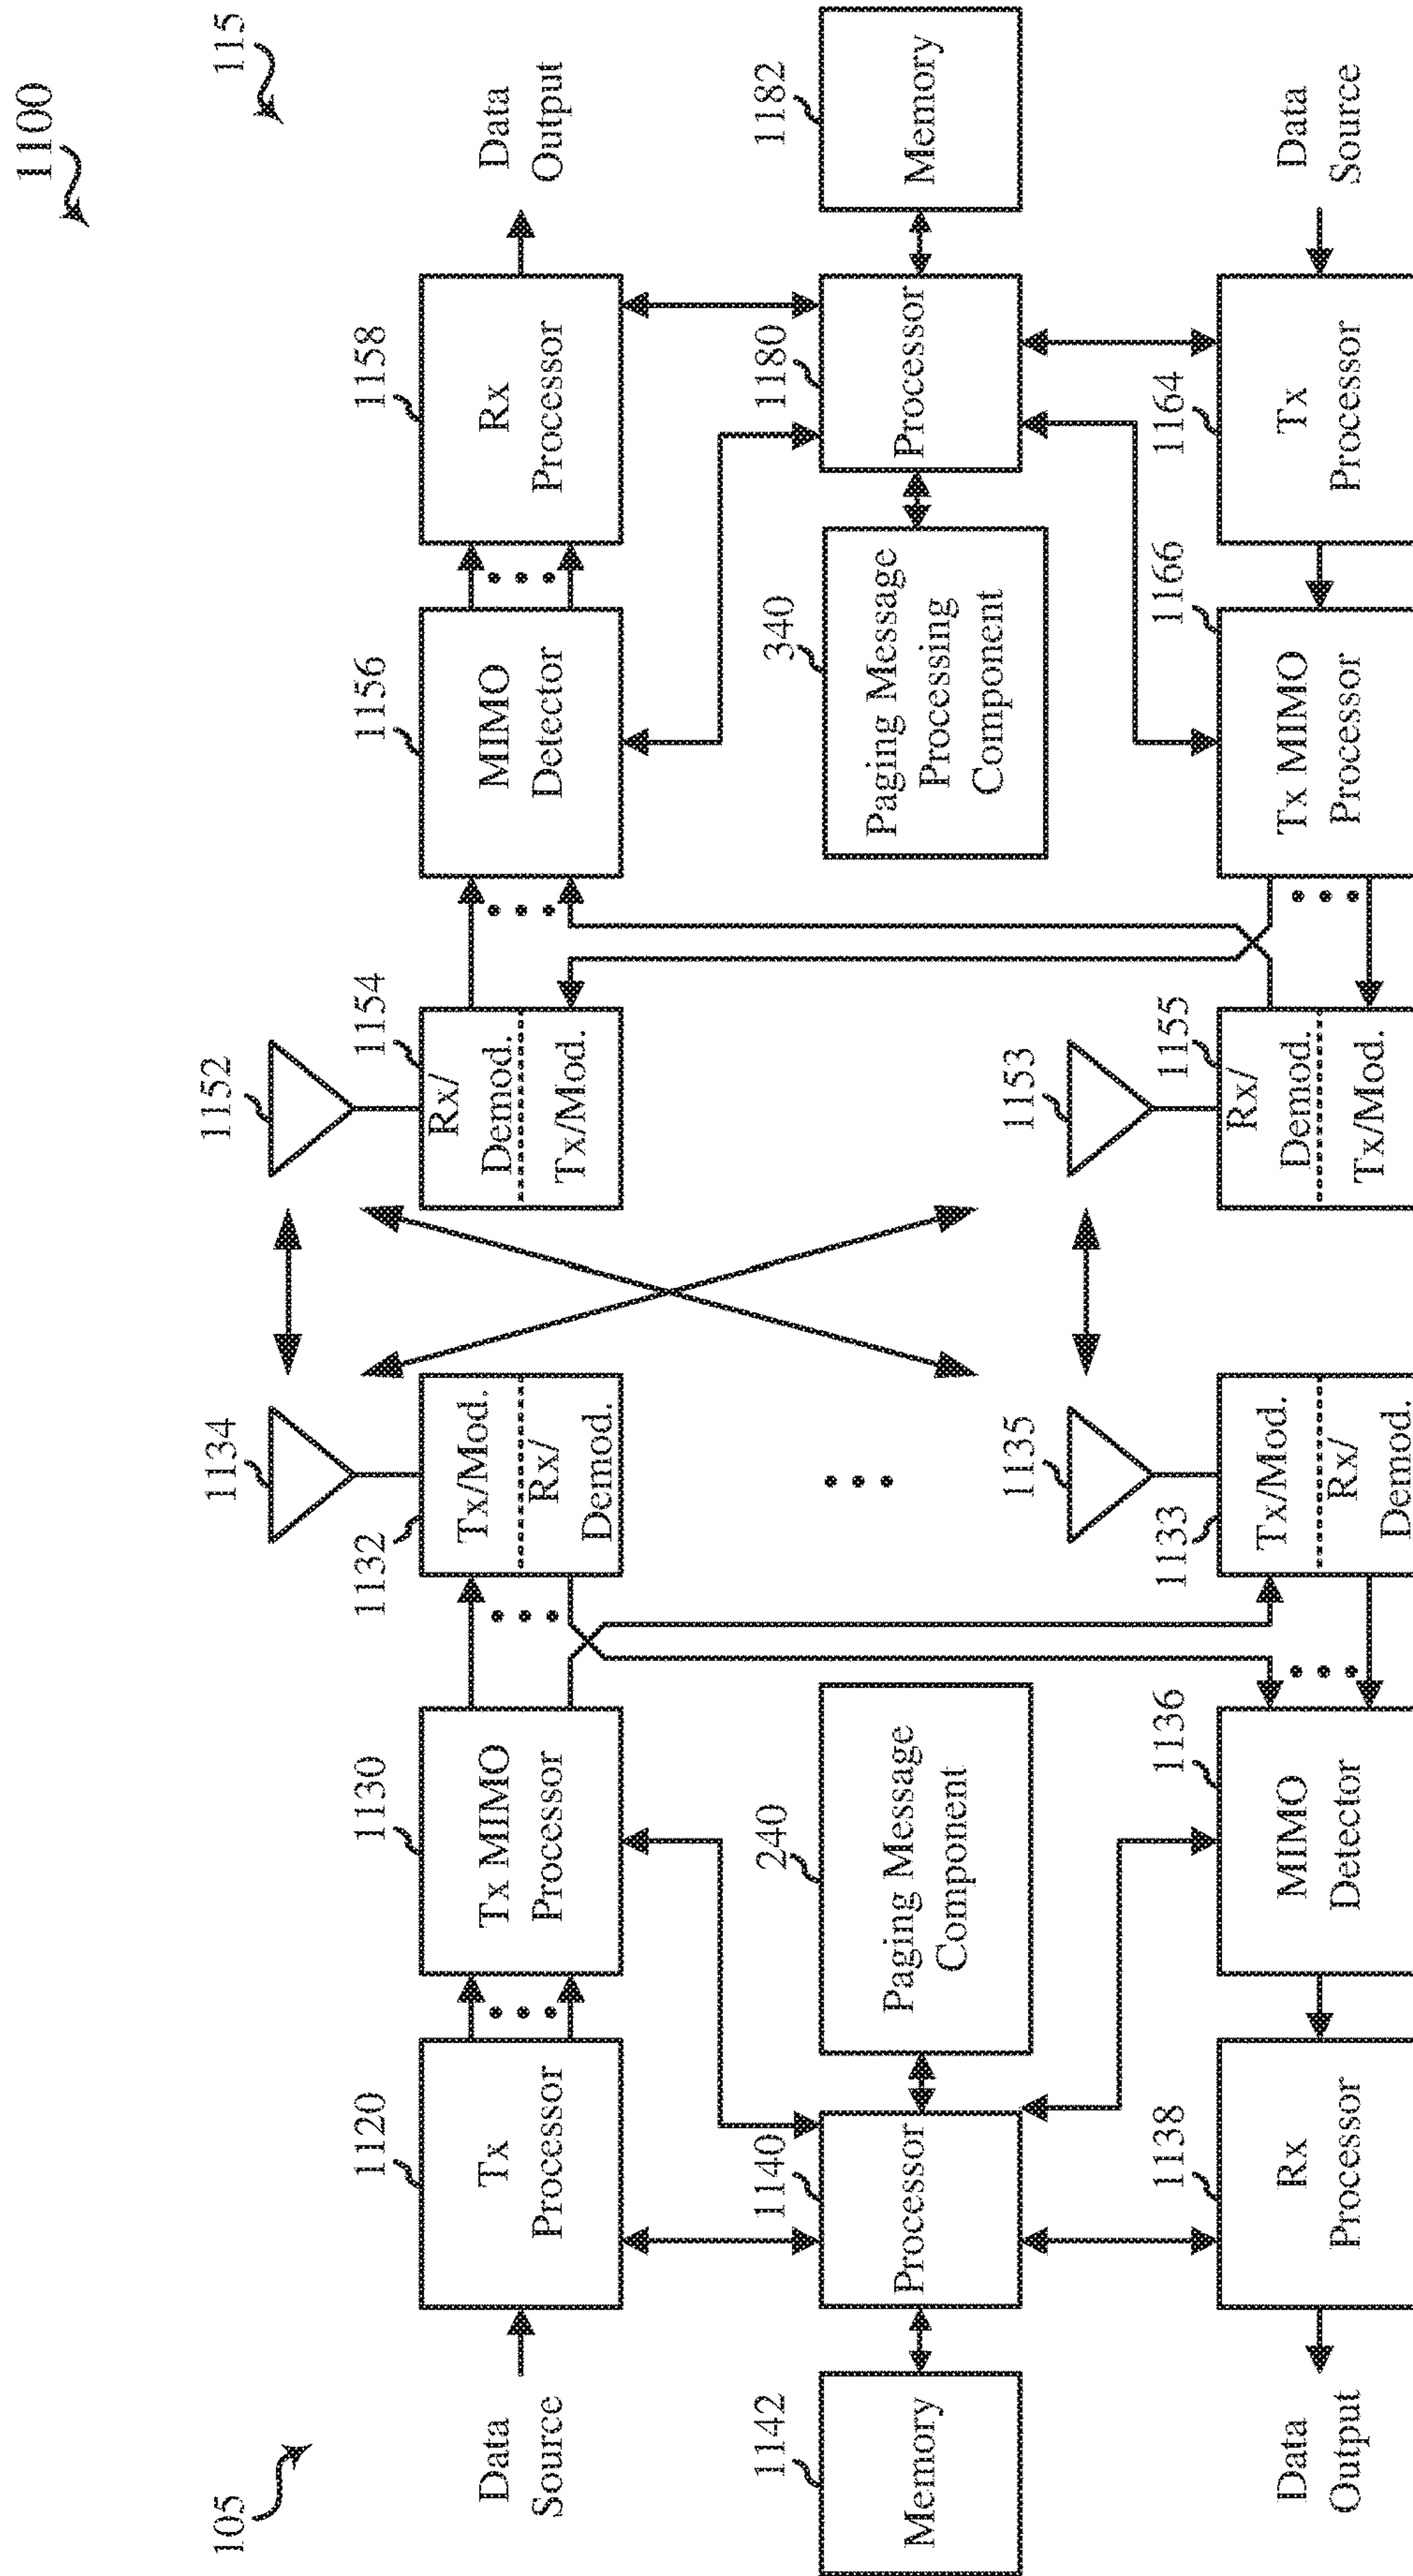 1100
105
115
Data
Source
1120
Tx
Processor
1130
Tx MIMO
Processor
1132
Tx/Mod.
Rx/
Demod.
1134
1152
1154
Rx/
Demod.
Tx/Mod.
1156
MIMO
Detector
1158
Rx
Processor
Data
Output
1142
Memory
1140
Processor
240
Paging Message
Component
340
Paging Message
Processing
Component
1180
Processor
1182
Memory
Data
Output
1138
Rx
Processor
1136
MIMO
Detector
1133
Tx/Mod.
Rx/
Demod.
1135
1153
1155
Rx/
Demod.
Tx/Mod.
1166
Tx MIMO
Processor
1164
Tx
Processor
Data
Source